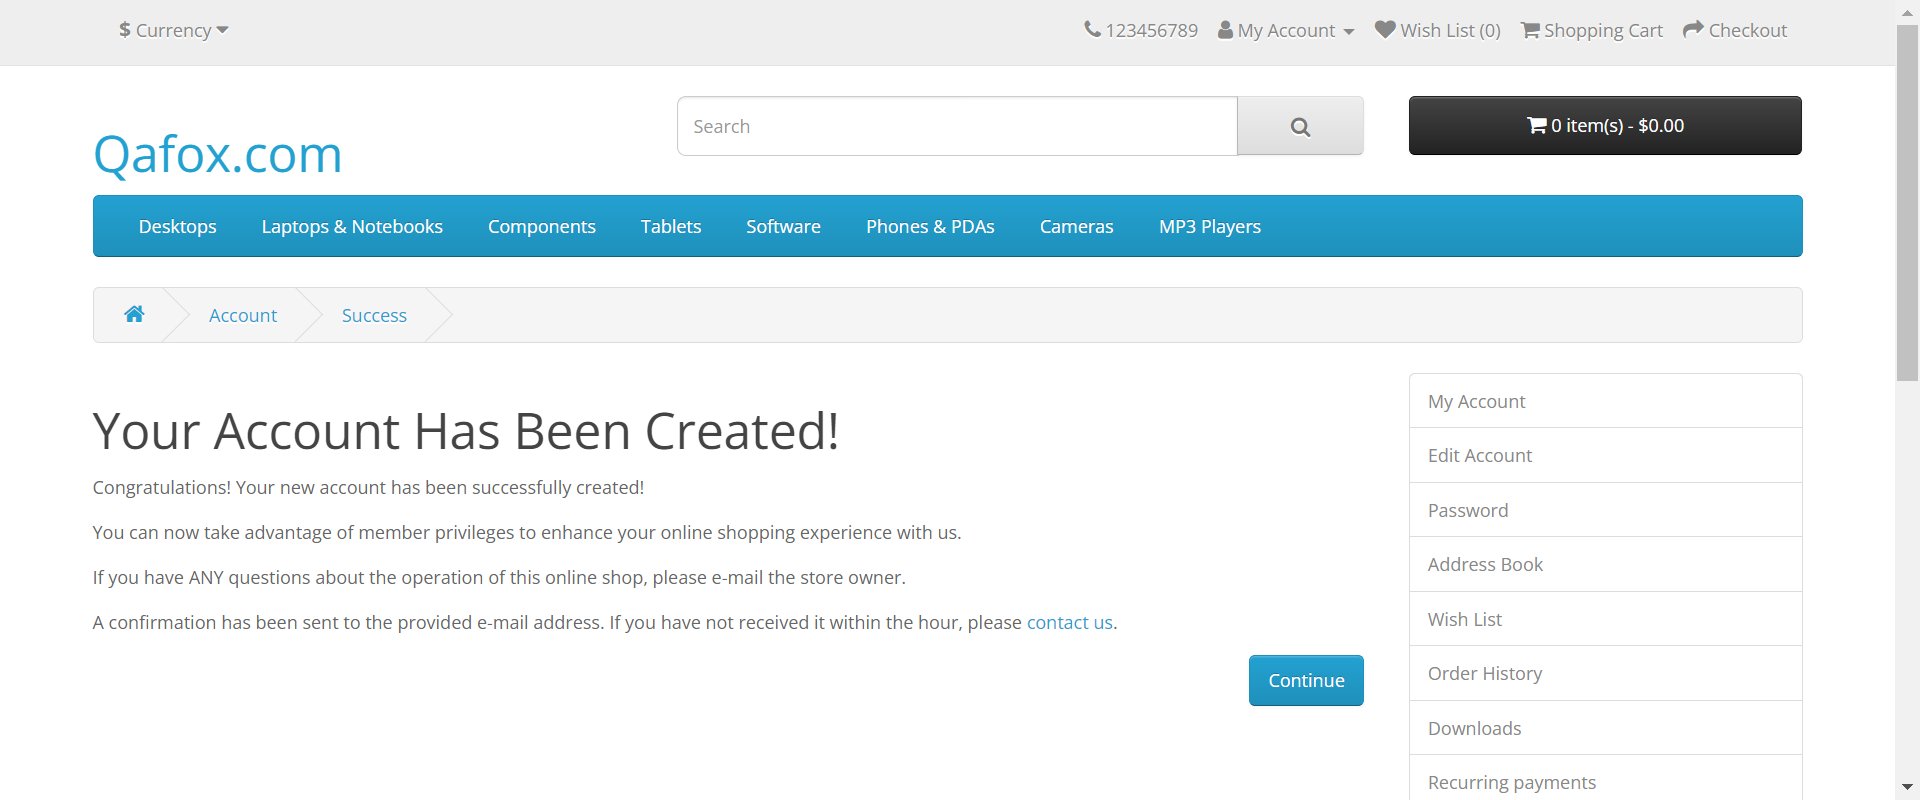 $ Currency
123456789 My Account Wish List (0) Shopping Cart Checkout
Qafox.com
Search
0 item(s) - $0.00
Desktops Laptops & Notebooks Components Tablets Software Phones & PDAs Cameras MP3 Players
Account Success
Your Account Has Been Created!
Congratulations! Your new account has been successfully created!
You can now take advantage of member privileges to enhance your online shopping experience with us.
If you have ANY questions about the operation of this online shop, please e-mail the store owner.
A confirmation has been sent to the provided e-mail address. If you have not received it within the hour, please contact us.
Continue
My Account
Edit Account
Password
Address Book
Wish List
Order History
Downloads
Recurring payments